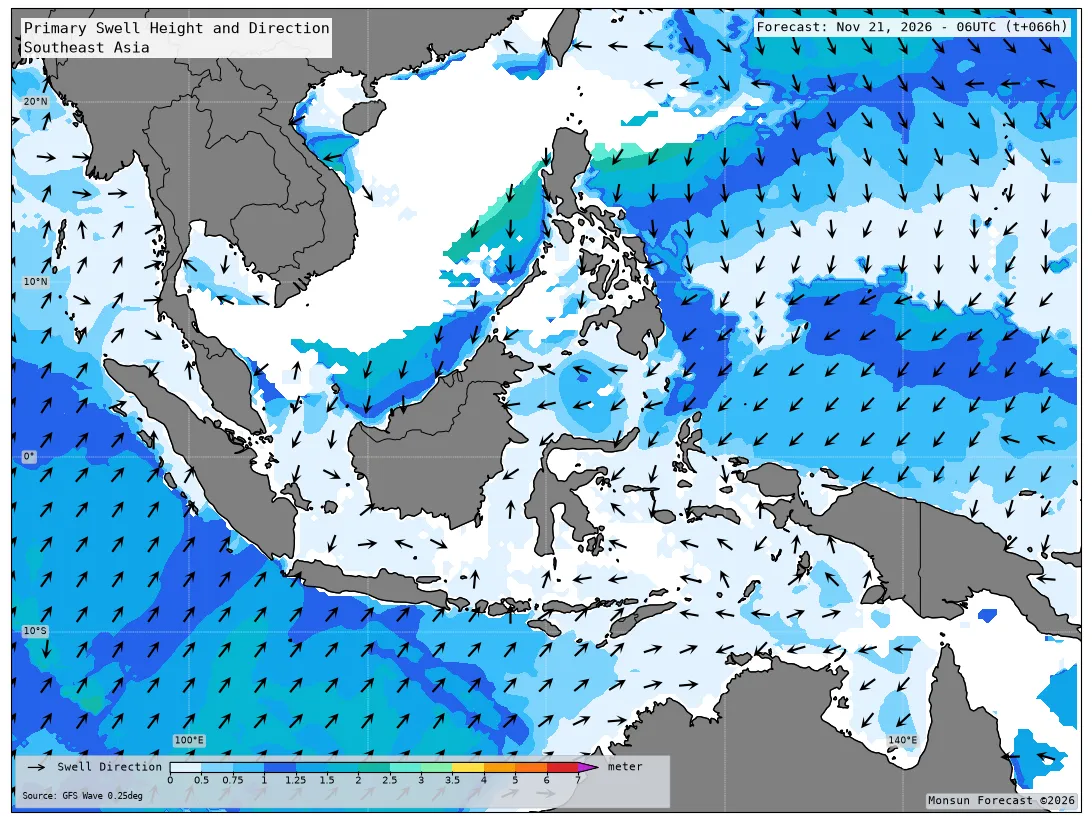 Primary Swell Height and Direction
Southeast Asia
Forecast: Nov 21, 2026 - 06UTC (t+066h)
20°N
10°N
0°
10°S
100°E
140°E
Swell Direction
0 0.5 0.75 1 1.25 1.5 2 2.5 3 3.5 4 5 6 7
meter
Source: GFS Wave 0.25deg
Monsun Forecast ©2026